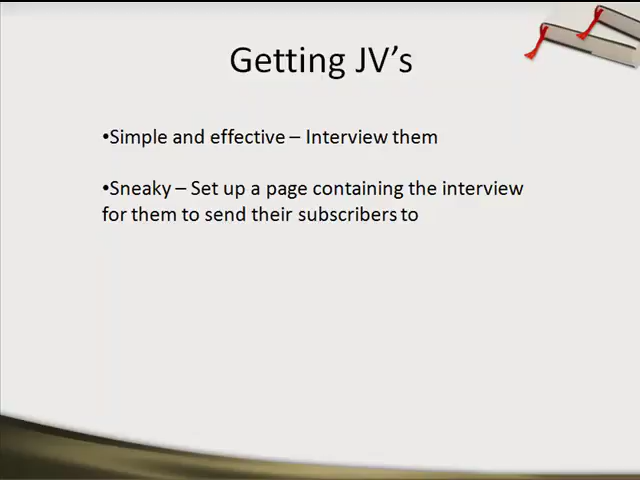 Getting JV’s
•Simple and effective – Interview them
•Sneaky – Set up a page containing the interview
for them to send their subscribers to